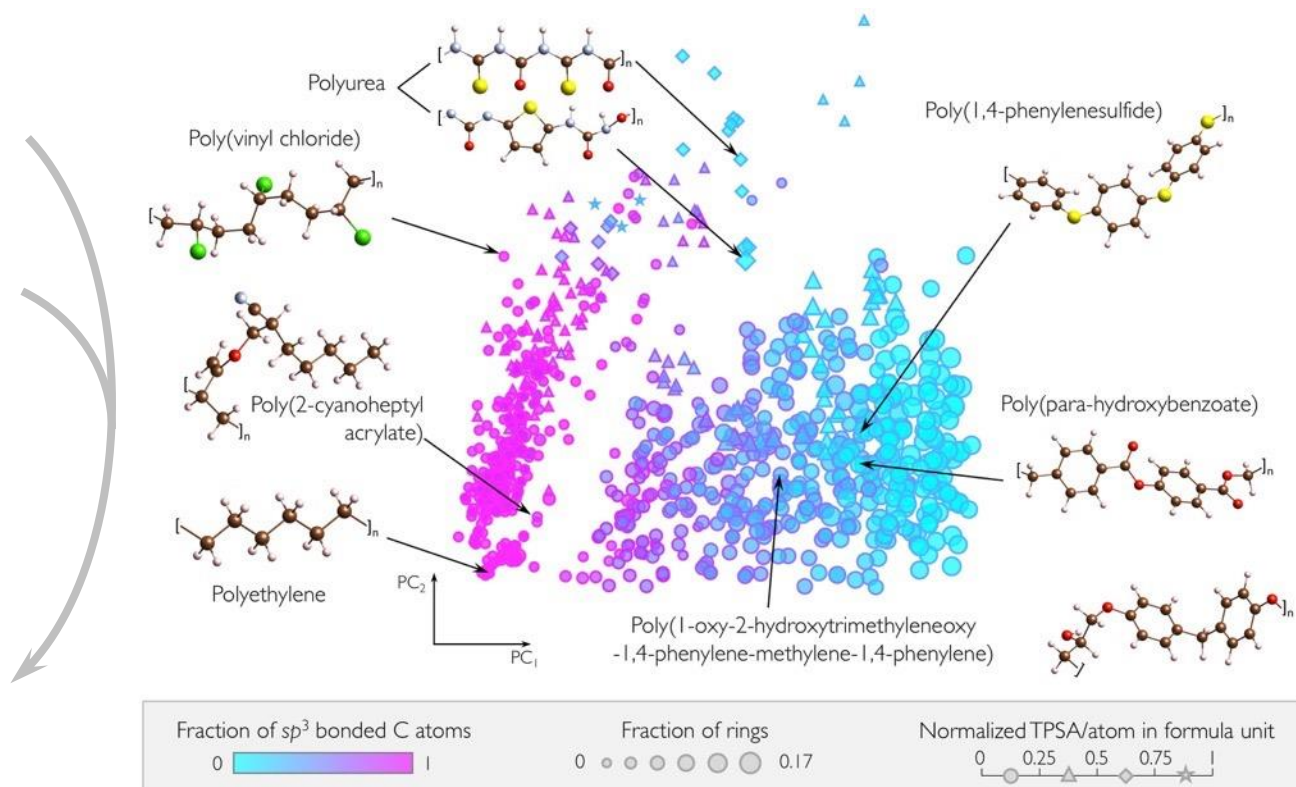 [ ]n
Polyurea
[ ]n
Poly(vinyl chloride)
[ ]n
Poly(1,4-phenylenesulfide)
[ ]n
Poly(2-cyanoheptyl
acrylate)
[ ]n
Poly(para-hydroxybenzoate)
[ ]n
[ ]n
Polyethylene
PC2
PC1
Poly(1-oxy-2-hydroxytrimethyleneoxy
-1,4-phenylene-methylene-1,4-phenylene)
[ ]n
Fraction of sp3 bonded C atoms
0 1
Fraction of rings
0 0.17
Normalized TPSA/atom in formula unit
0 0.25 0.5 0.75 1